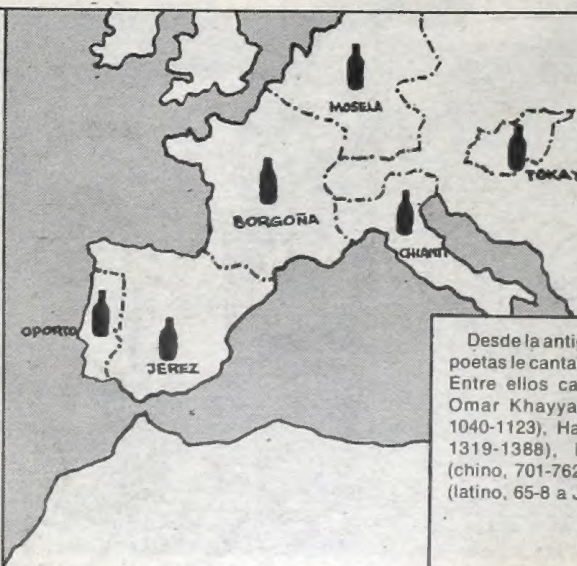 MOSELA
TOKAY
BORGOÑA
CHIANTI
OPORTO
JEREZ
Desde la anti
poetas le canta
Entre ellos ca
Omar Khayya
1040-1123), Ha
1319-1388),
(chino, 701-762
(latino, 65-8 a J